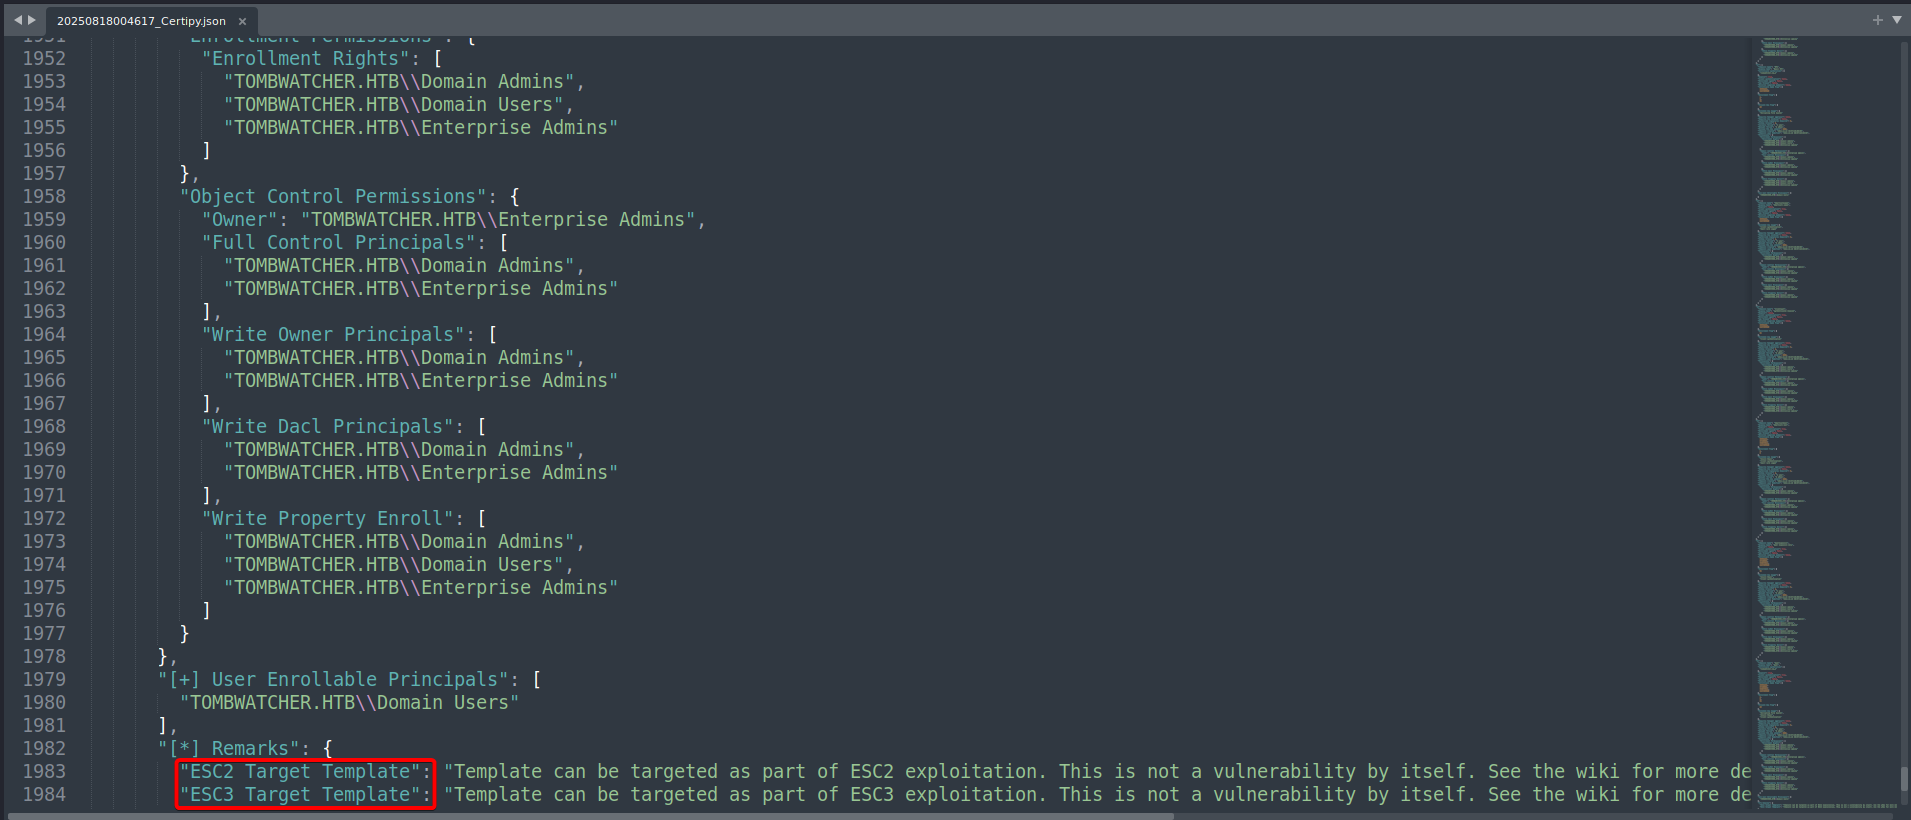 20250818004617_Certipy.json ×
1951 "Enrollment Permissions": {
1952 "Enrollment Rights": [
1953 "TOMBWATCHER.HTB\\Domain Admins",
1954 "TOMBWATCHER.HTB\\Domain Users",
1955 "TOMBWATCHER.HTB\\Enterprise Admins"
1956 ]
1957 },
1958 "Object Control Permissions": {
1959 "Owner": "TOMBWATCHER.HTB\\Enterprise Admins",
1960 "Full Control Principals": [
1961 "TOMBWATCHER.HTB\\Domain Admins",
1962 "TOMBWATCHER.HTB\\Enterprise Admins"
1963 ],
1964 "Write Owner Principals": [
1965 "TOMBWATCHER.HTB\\Domain Admins",
1966 "TOMBWATCHER.HTB\\Enterprise Admins"
1967 ],
1968 "Write Dacl Principals": [
1969 "TOMBWATCHER.HTB\\Domain Admins",
1970 "TOMBWATCHER.HTB\\Enterprise Admins"
1971 ],
1972 "Write Property Enroll": [
1973 "TOMBWATCHER.HTB\\Domain Admins",
1974 "TOMBWATCHER.HTB\\Domain Users",
1975 "TOMBWATCHER.HTB\\Enterprise Admins"
1976 ]
1977 }
1978 },
1979 "[+] User Enrollable Principals": [
1980 "TOMBWATCHER.HTB\\Domain Users"
1981 ],
1982 "[*] Remarks": {
1983 "ESC2 Target Template": "Template can be targeted as part of ESC2 exploitation. This is not a vulnerability by itself. See the wiki for more de
1984 "ESC3 Target Template": "Template can be targeted as part of ESC3 exploitation. This is not a vulnerability by itself. See the wiki for more de